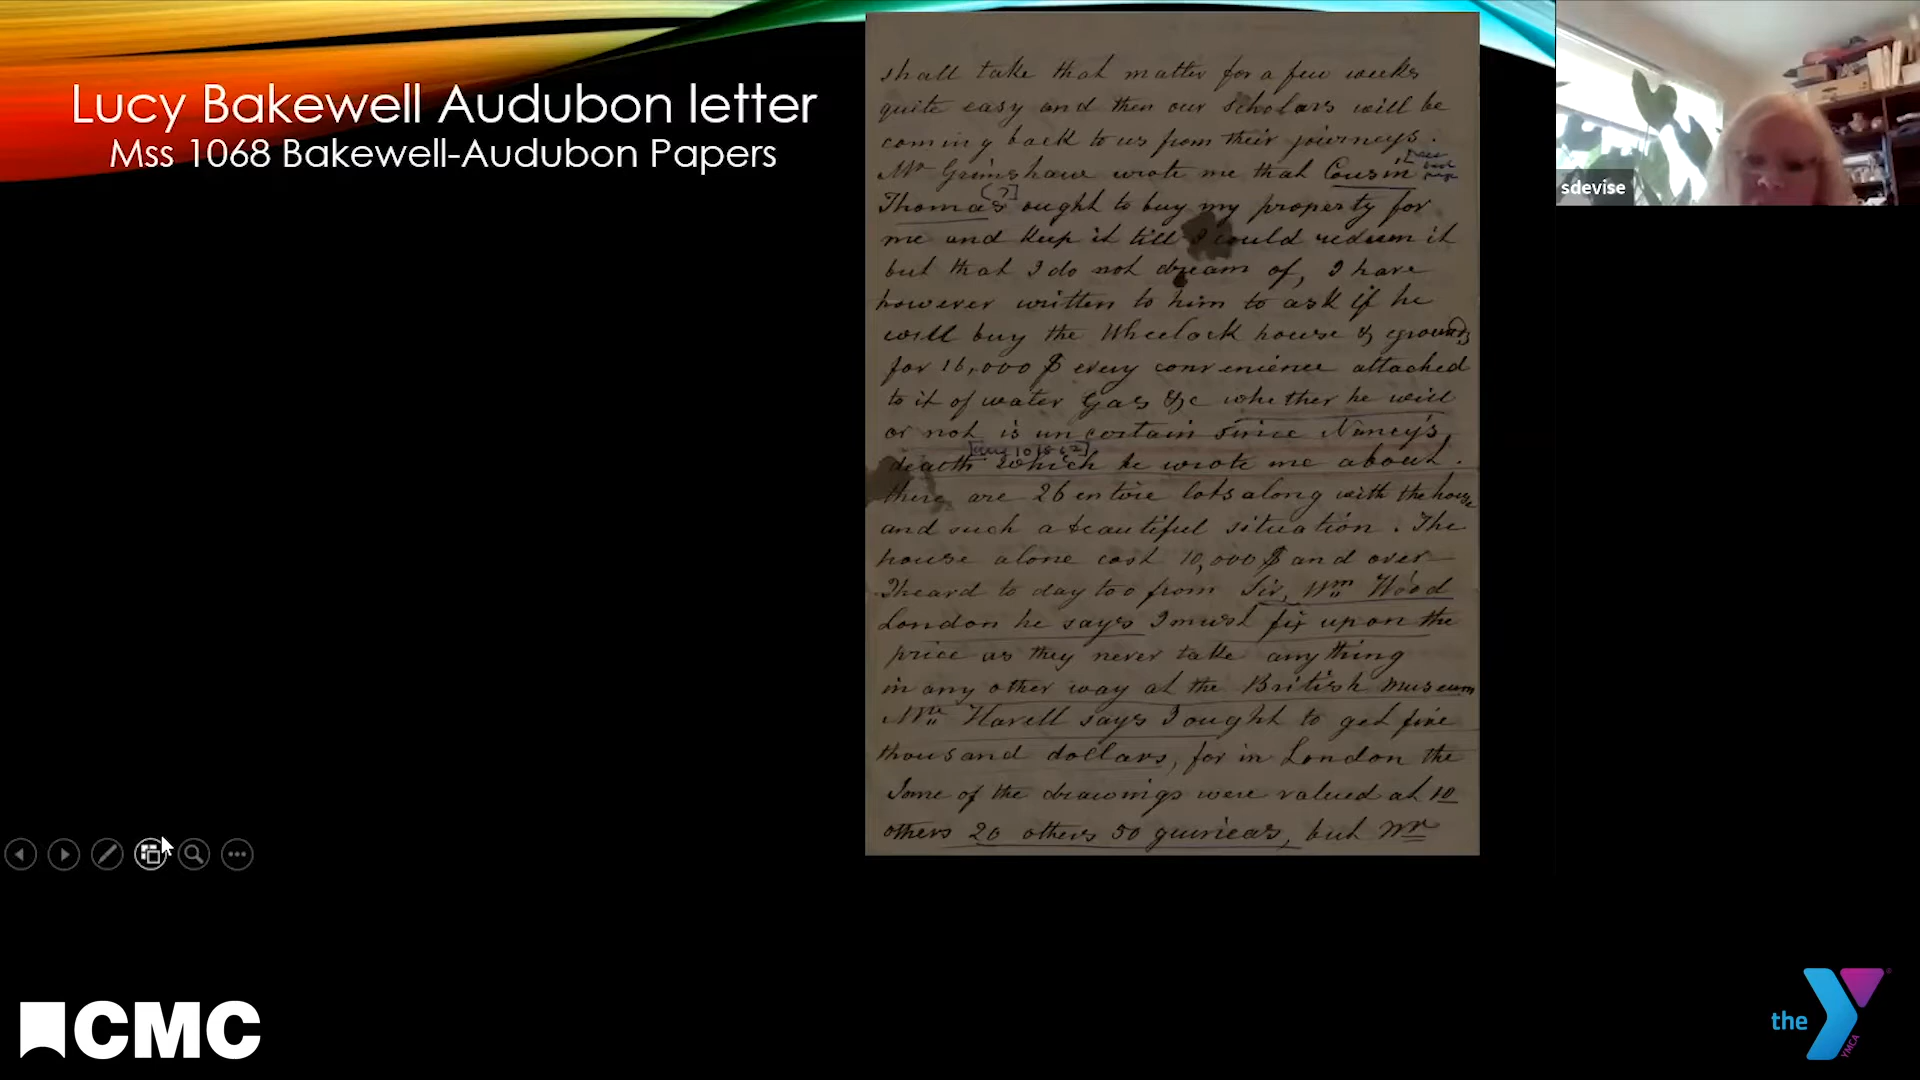 Lucy Bakewell Audubon letter
Mss 1068 Bakewell-Audubon Papers
shall take that matter for a few weeks
quite easy and then our scholars will be
coming back to us from their journeys.
Mr Grimshaw wrote me that Cousin
[?]
Thomas ought to buy my property for
me and keep it till I could redeem it
but that I do not dream of, I have
however written to him to ask if he
will buy the Wheelock house & grounds
for 16,000 $ every convenience attached
to it of water Gas &c whether he will
or not is uncertain since Nancy's
death which he wrote me about.
there are 26 entire lots along with the house
and such a beautiful situation. The
house alone cost 10,000 $ and over
I heard to day too from Sir, Wm Wood
London he says I must fix upon the
price as they never take any thing
in any other way at the British Museum
Havell says I ought to get five
thousand dollars, for in London the
Some of the drawings were valued at 10
others 20 others 50 guineas, but Mr
sdevise
CMC
the Y
YMCA